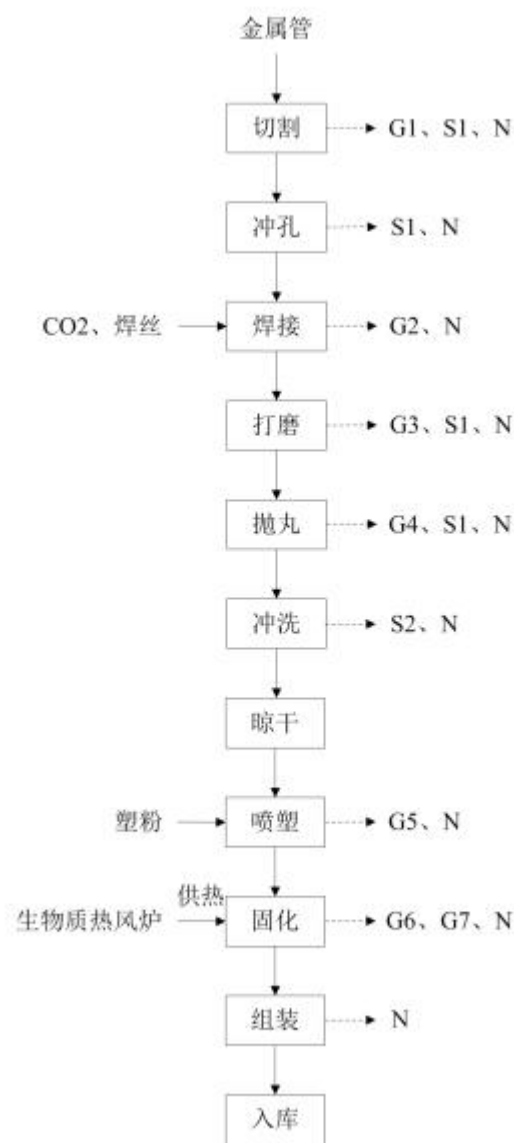 金属管
切割
G1、S1、N
冲孔
S1、N
CO2、焊丝
焊接
G2、N
打磨
G3、S1、N
抛丸
G4、S1、N
冲洗
S2、N
晾干
塑粉
喷塑
G5、N
供热
生物质热风炉
固化
G6、G7、N
组装
N
入库